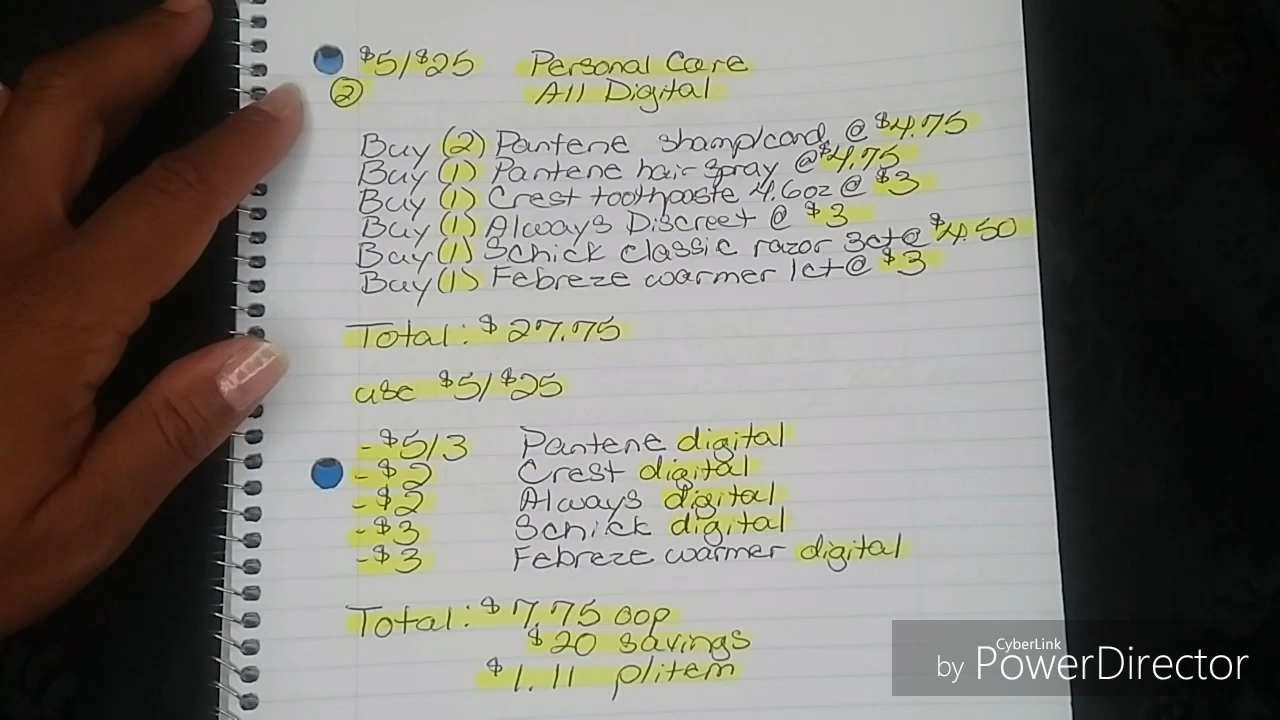 $5/$25 Personal Care
② All Digital
Buy (2) Pantene shamp/cond @ $4.75
Buy (1) Pantene hair spray @ $4.75
Buy (1) Crest toothpaste 4.6oz @ $3
Buy (1) Always Discreet @ $3
Buy (1) Schick classic razor 3ct @ $4.50
Buy (1) Febreze warmer 1ct @ $3
Total: $27.75
use $5/$25
-$5/3 Pantene digital
-$2 Crest digital
-$2 Always digital
-$3 Schick digital
-$3 Febreze warmer digital
Total: $7.75 oop
$20 savings
$1.11 p/item
CyberLink
by PowerDirector